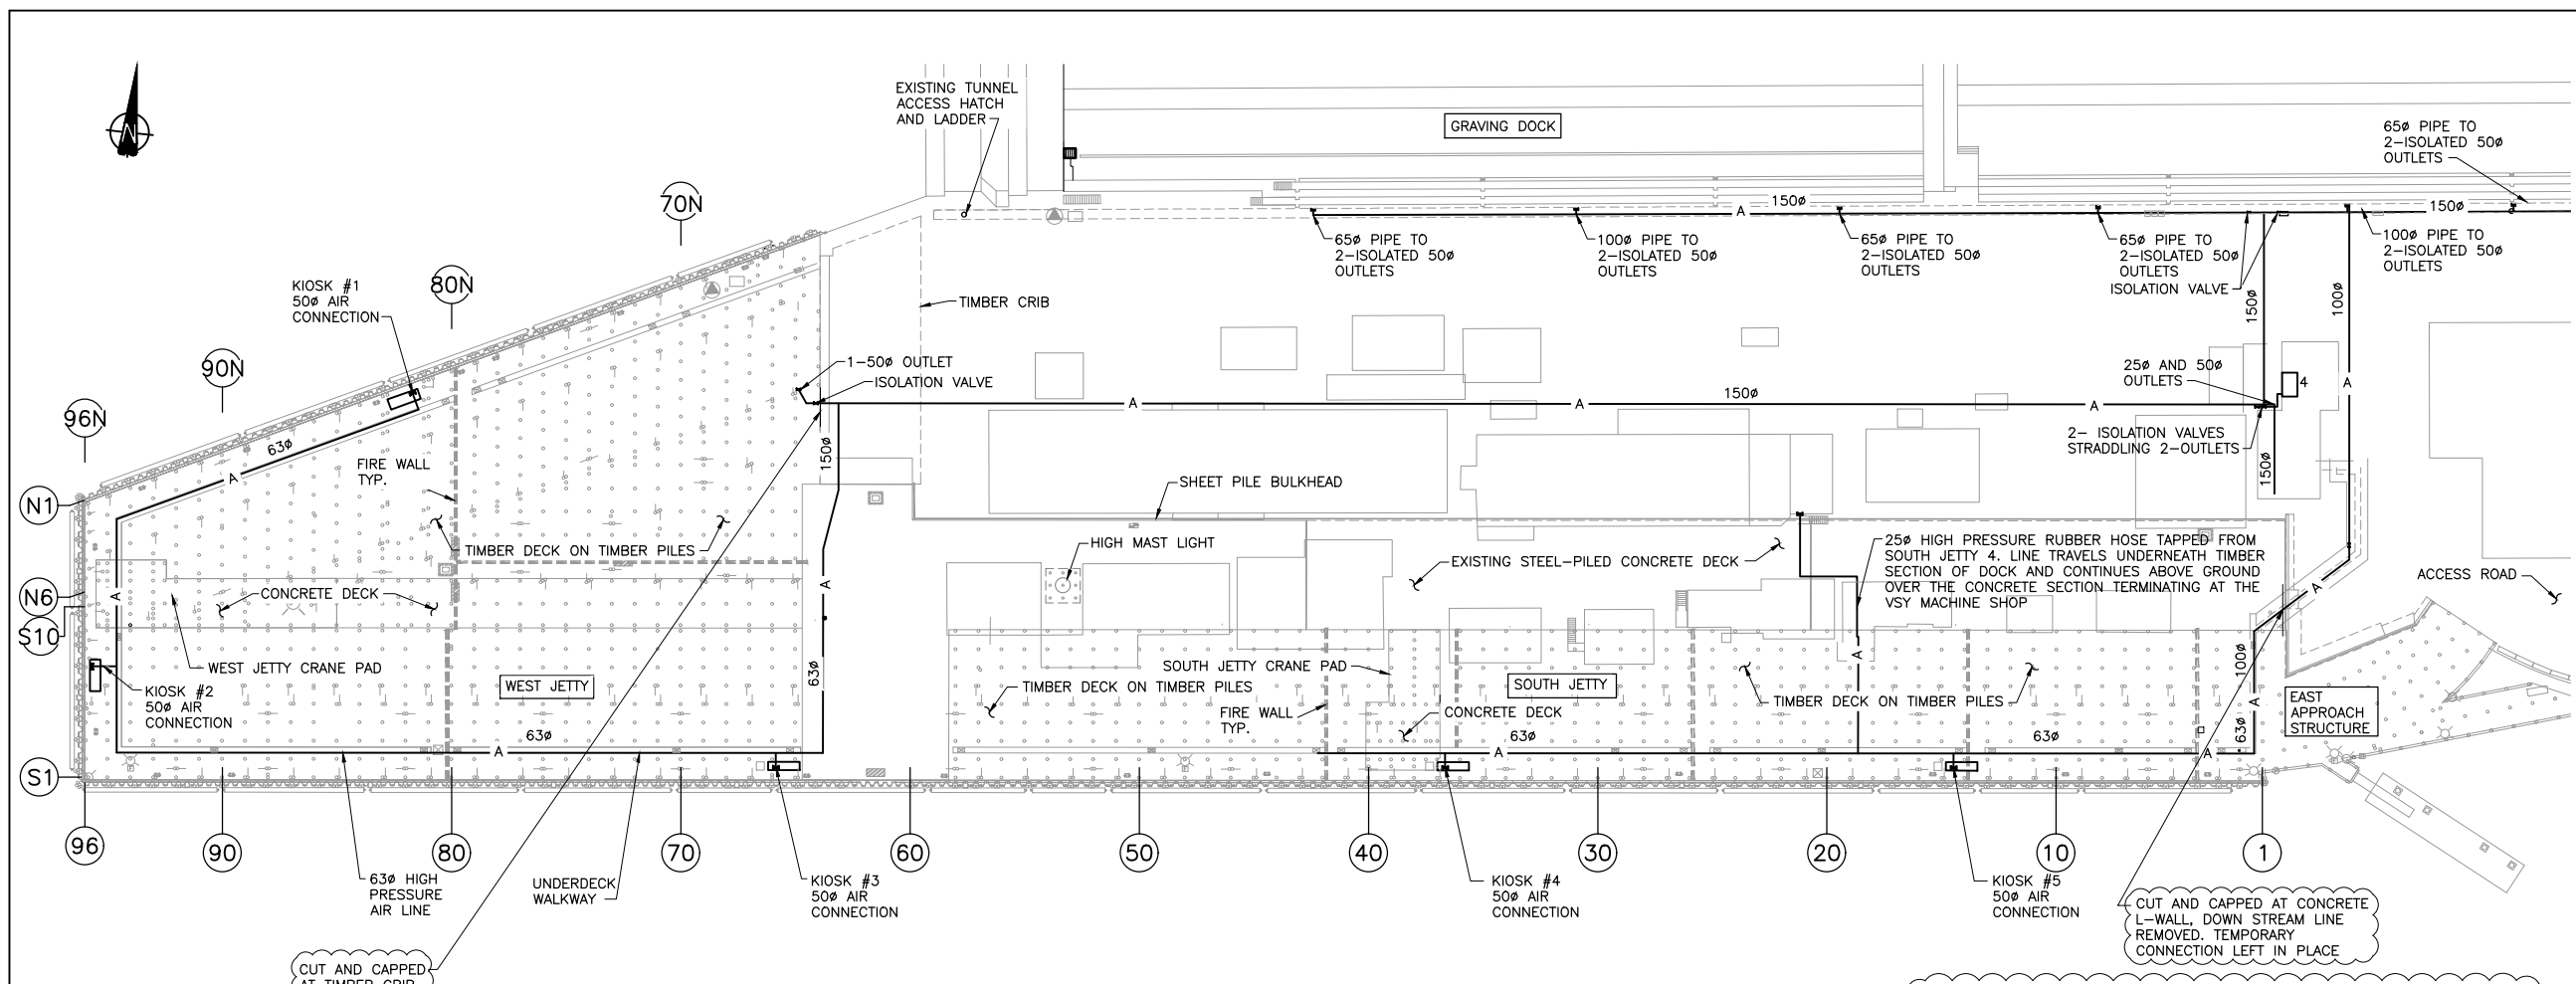 EXISTING TUNNEL
ACCESS HATCH
AND LADDER
GRAVING DOCK
65ø PIPE TO
2-ISOLATED 50ø
OUTLETS
N
70N
A
150ø
150ø
65ø PIPE TO
2-ISOLATED 50ø
OUTLETS
100ø PIPE TO
2-ISOLATED 50ø
OUTLETS
65ø PIPE TO
2-ISOLATED 50ø
OUTLETS
65ø PIPE TO
2-ISOLATED 50ø
OUTLETS
ISOLATION VALVE
100ø PIPE TO
2-ISOLATED 50ø
OUTLETS
KIOSK #1
50ø AIR
CONNECTION
80N
TIMBER CRIB
150ø
100ø
90N
1-50ø OUTLET
ISOLATION VALVE
25ø AND 50ø
OUTLETS
4
A
96N
A
A
150ø
A
63ø
A
FIRE WALL
TYP.
150ø
2- ISOLATION VALVES
STRADDLING 2-OUTLETS
150ø
SHEET PILE BULKHEAD
N1
TIMBER DECK ON TIMBER PILES
HIGH MAST LIGHT
EXISTING STEEL-PILED CONCRETE DECK
25ø HIGH PRESSURE RUBBER HOSE TAPPED FROM
SOUTH JETTY 4. LINE TRAVELS UNDERNEATH TIMBER
SECTION OF DOCK AND CONTINUES ABOVE GROUND
OVER THE CONCRETE SECTION TERMINATING AT THE
VSY MACHINE SHOP
ACCESS ROAD
N6
A
CONCRETE DECK
A
A
S10
WEST JETTY CRANE PAD
63ø
SOUTH JETTY CRANE PAD
A
100ø
KIOSK #2
50ø AIR
CONNECTION
WEST JETTY
TIMBER DECK ON TIMBER PILES
SOUTH JETTY
TIMBER DECK ON TIMBER PILES
EAST
APPROACH
STRUCTURE
FIRE WALL
TYP.
CONCRETE DECK
A
63ø
A
63ø
A
63ø
63ø
A
S1
96
90
80
70
60
50
40
30
20
10
1
63ø HIGH
PRESSURE
AIR LINE
UNDERDECK
WALKWAY
KIOSK #3
50ø AIR
CONNECTION
KIOSK #4
50ø AIR
CONNECTION
KIOSK #5
50ø AIR
CONNECTION
CUT AND CAPPED AT CONCRETE
L-WALL, DOWN STREAM LINE
REMOVED. TEMPORARY
CONNECTION LEFT IN PLACE
CUT AND CAPPED
AT TIMBER CRIB